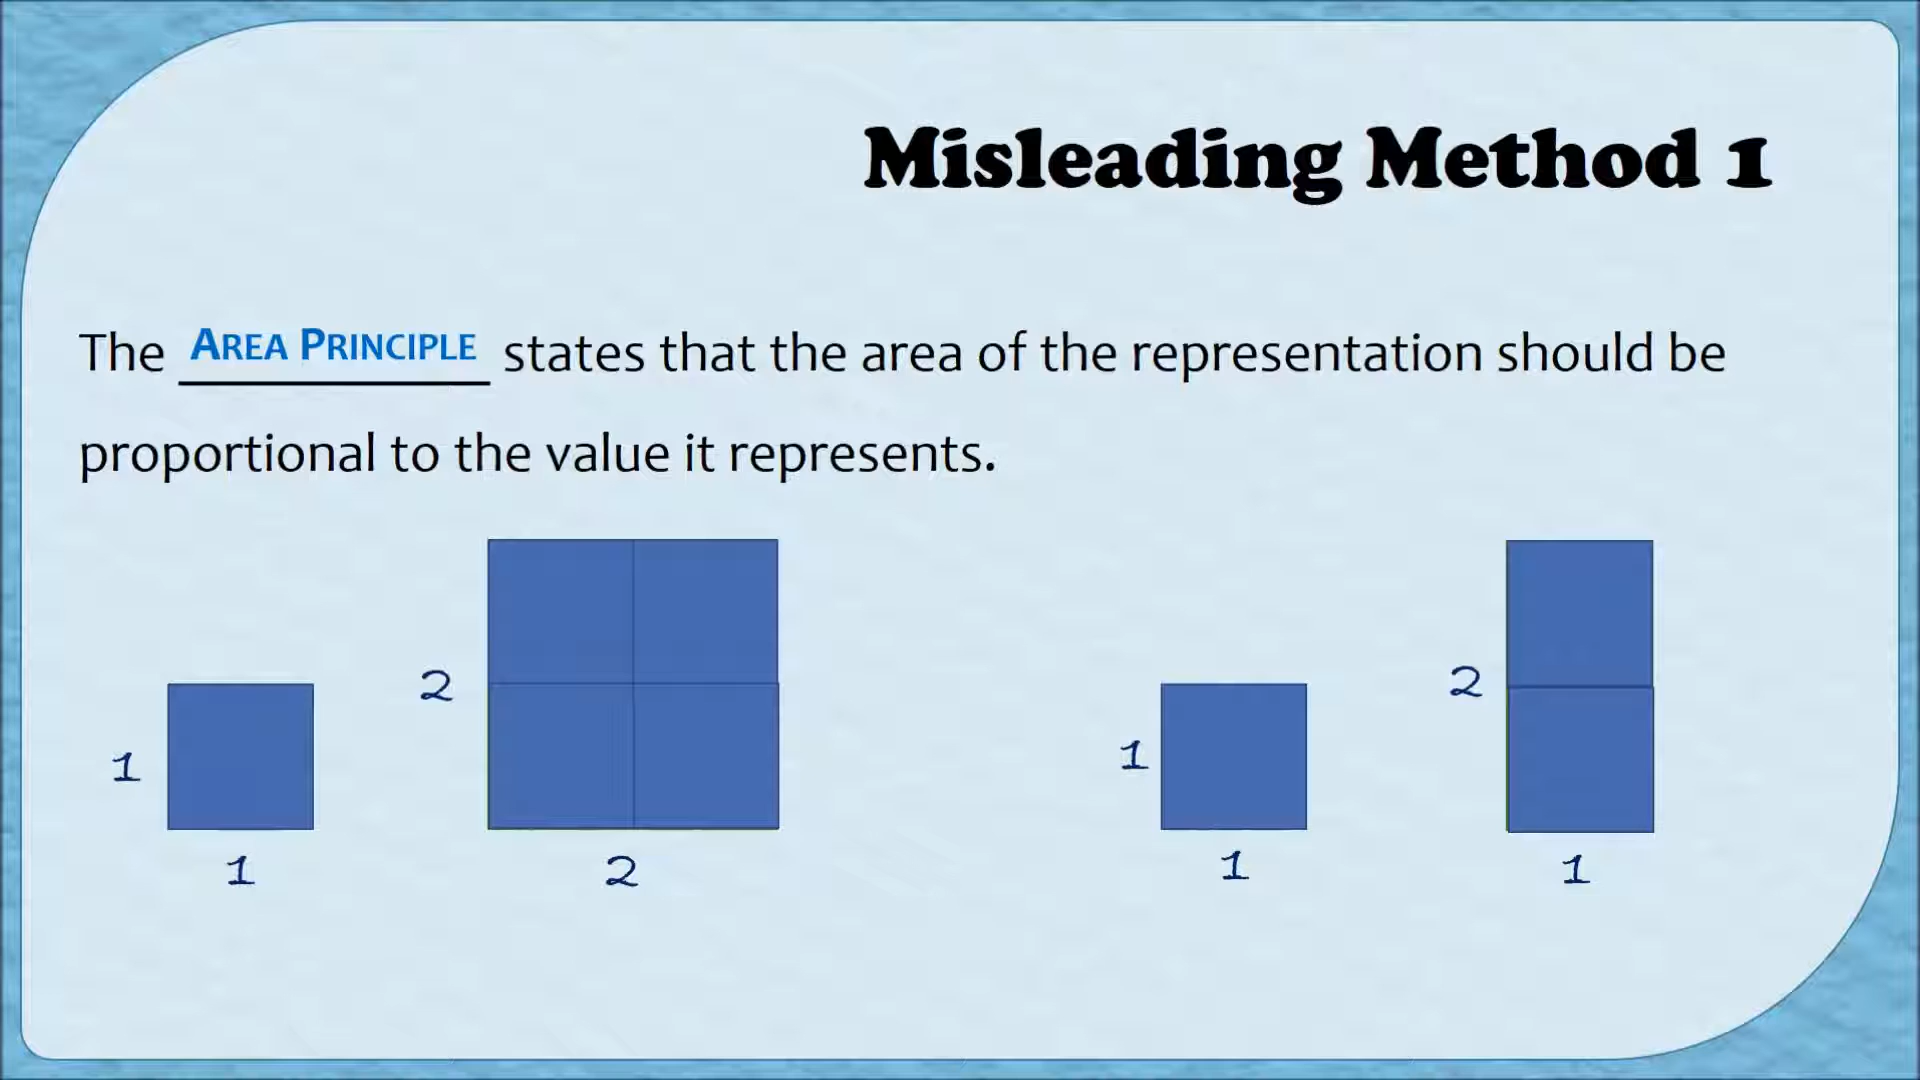 Misleading Method 1
The AREA PRINCIPLE states that the area of the representation should be
proportional to the value it represents.
1
1
2
2
1
1
2
1